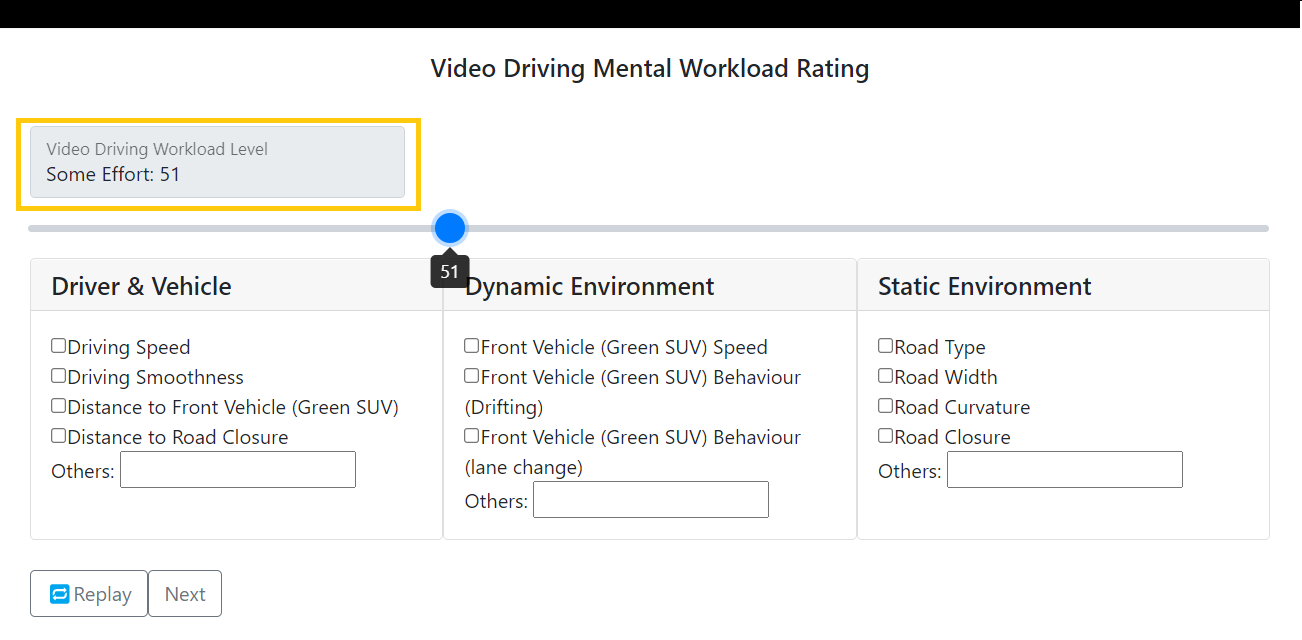 Video Driving Mental Workload Rating
Video Driving Workload Level
Some Effort: 51
51
Driver & Vehicle
Driving Speed
Driving Smoothness
Distance to Front Vehicle (Green SUV)
Distance to Road Closure
Others:
Dynamic Environment
Front Vehicle (Green SUV) Speed
Front Vehicle (Green SUV) Behaviour
(Drifting)
Front Vehicle (Green SUV) Behaviour
(lane change)
Others:
Static Environment
Road Type
Road Width
Road Curvature
Road Closure
Others:
Replay
Next